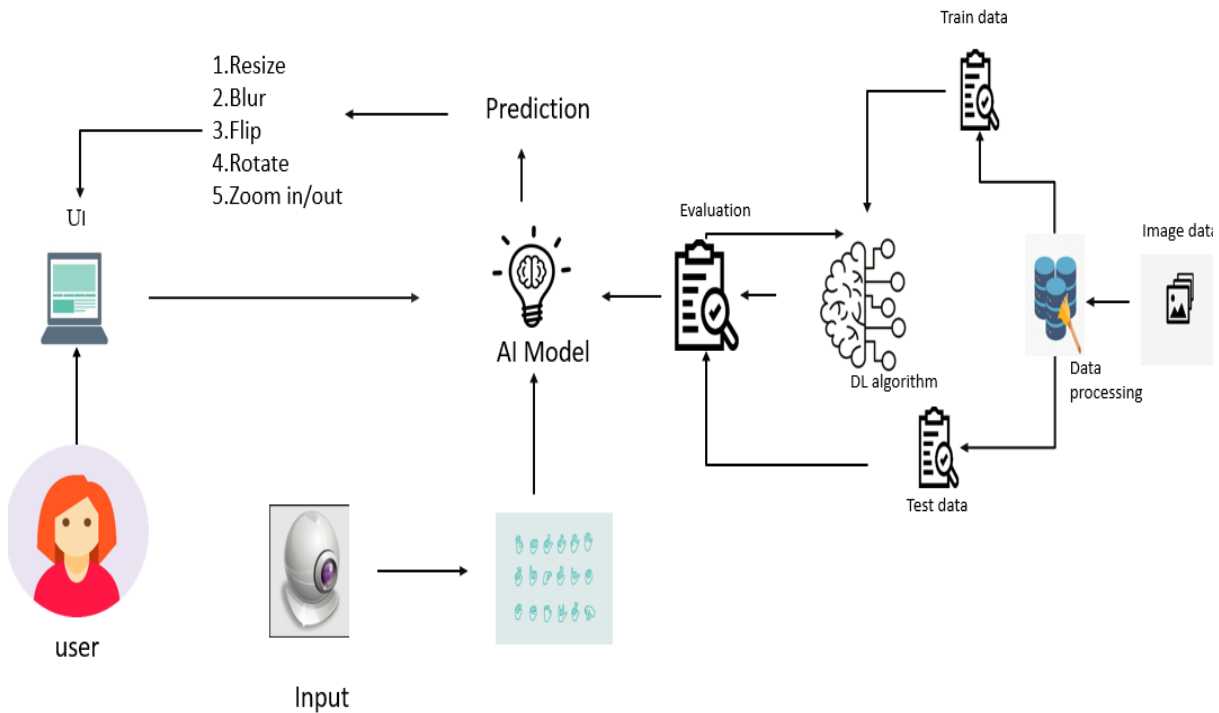 Train data
1.Resize
2.Blur
3.Flip
4.Rotate
5.Zoom in/out
Prediction
UI
Evaluation
Image data
AI Model
DL algorithm
Data
processing
Test data
user
Input